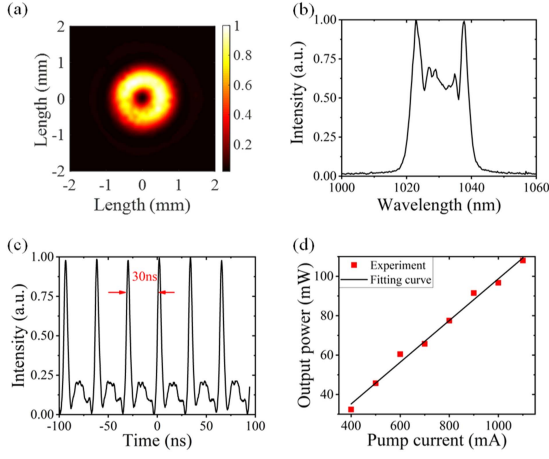 (a)
2
1
0
-1
-2
-2 -1 0 1 2
Length (mm)
Length (mm)
1
0.8
0.6
0.4
0.2
(b)
1.00
0.75
0.50
0.25
0.00
1000 1020 1040 1060
Intensity (a.u.)
Wavelength (nm)
(c)
1.00
0.75
0.50
0.25
0.00
-100 -50 0 50 100
Intensity (a.u.)
Time (ns)
30ns
(d)
Experiment
Fitting curve
100
80
60
40
400 600 800 1000
Output power (mW)
Pump current (mA)